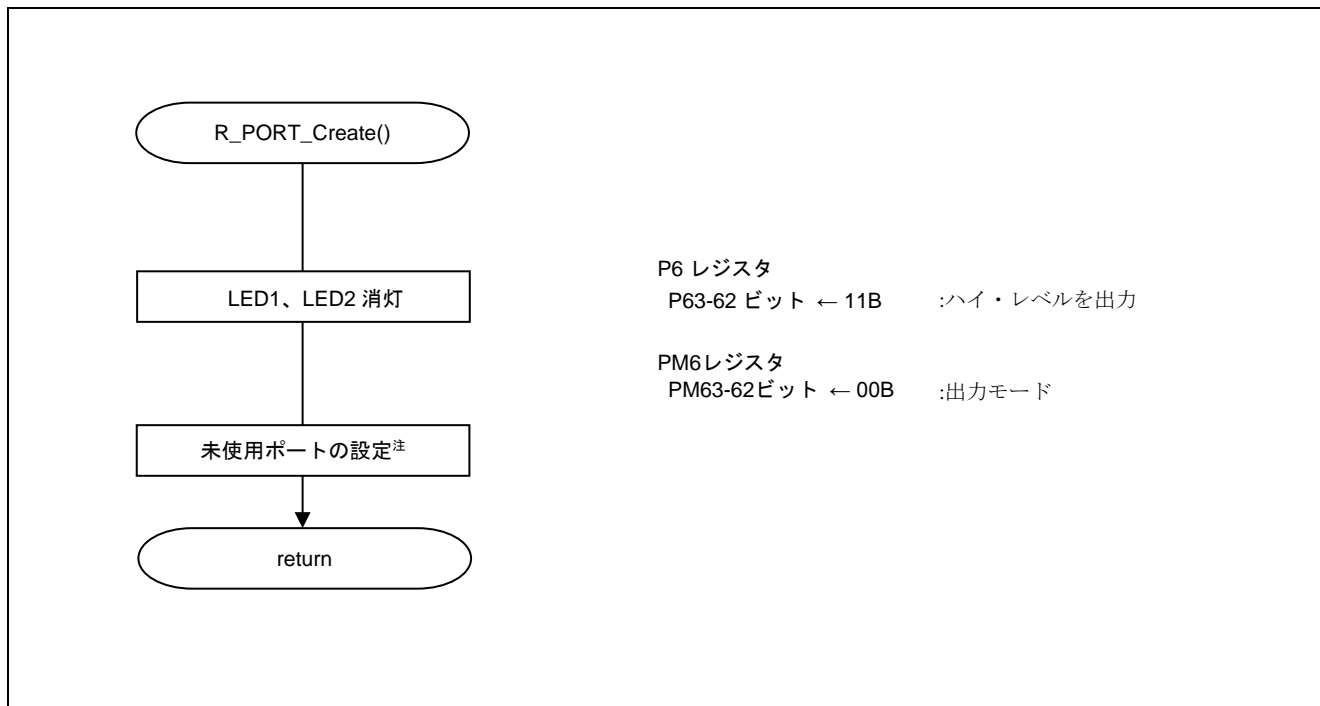 R_PORT_Create()
LED1、LED2 消灯
P6 レジスタ
P63-62 ビット ← 11B :ハイ・レベルを出力
PM6レジスタ
PM63-62ビット ← 00B :出力モード
未使用ポートの設定注
return